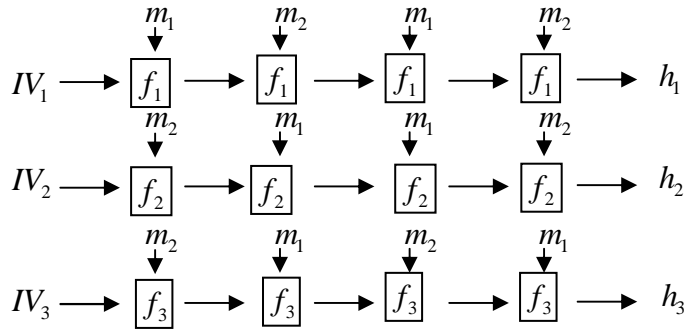 m₁ m₂ m₁ m₂
IV₁ f₁ f₁ f₁ f₁ h₁
m₂ m₁ m₁ m₂
IV₂ f₂ f₂ f₂ f₂ h₂
m₂ m₁ m₂ m₁
IV₃ f₃ f₃ f₃ f₃ h₃